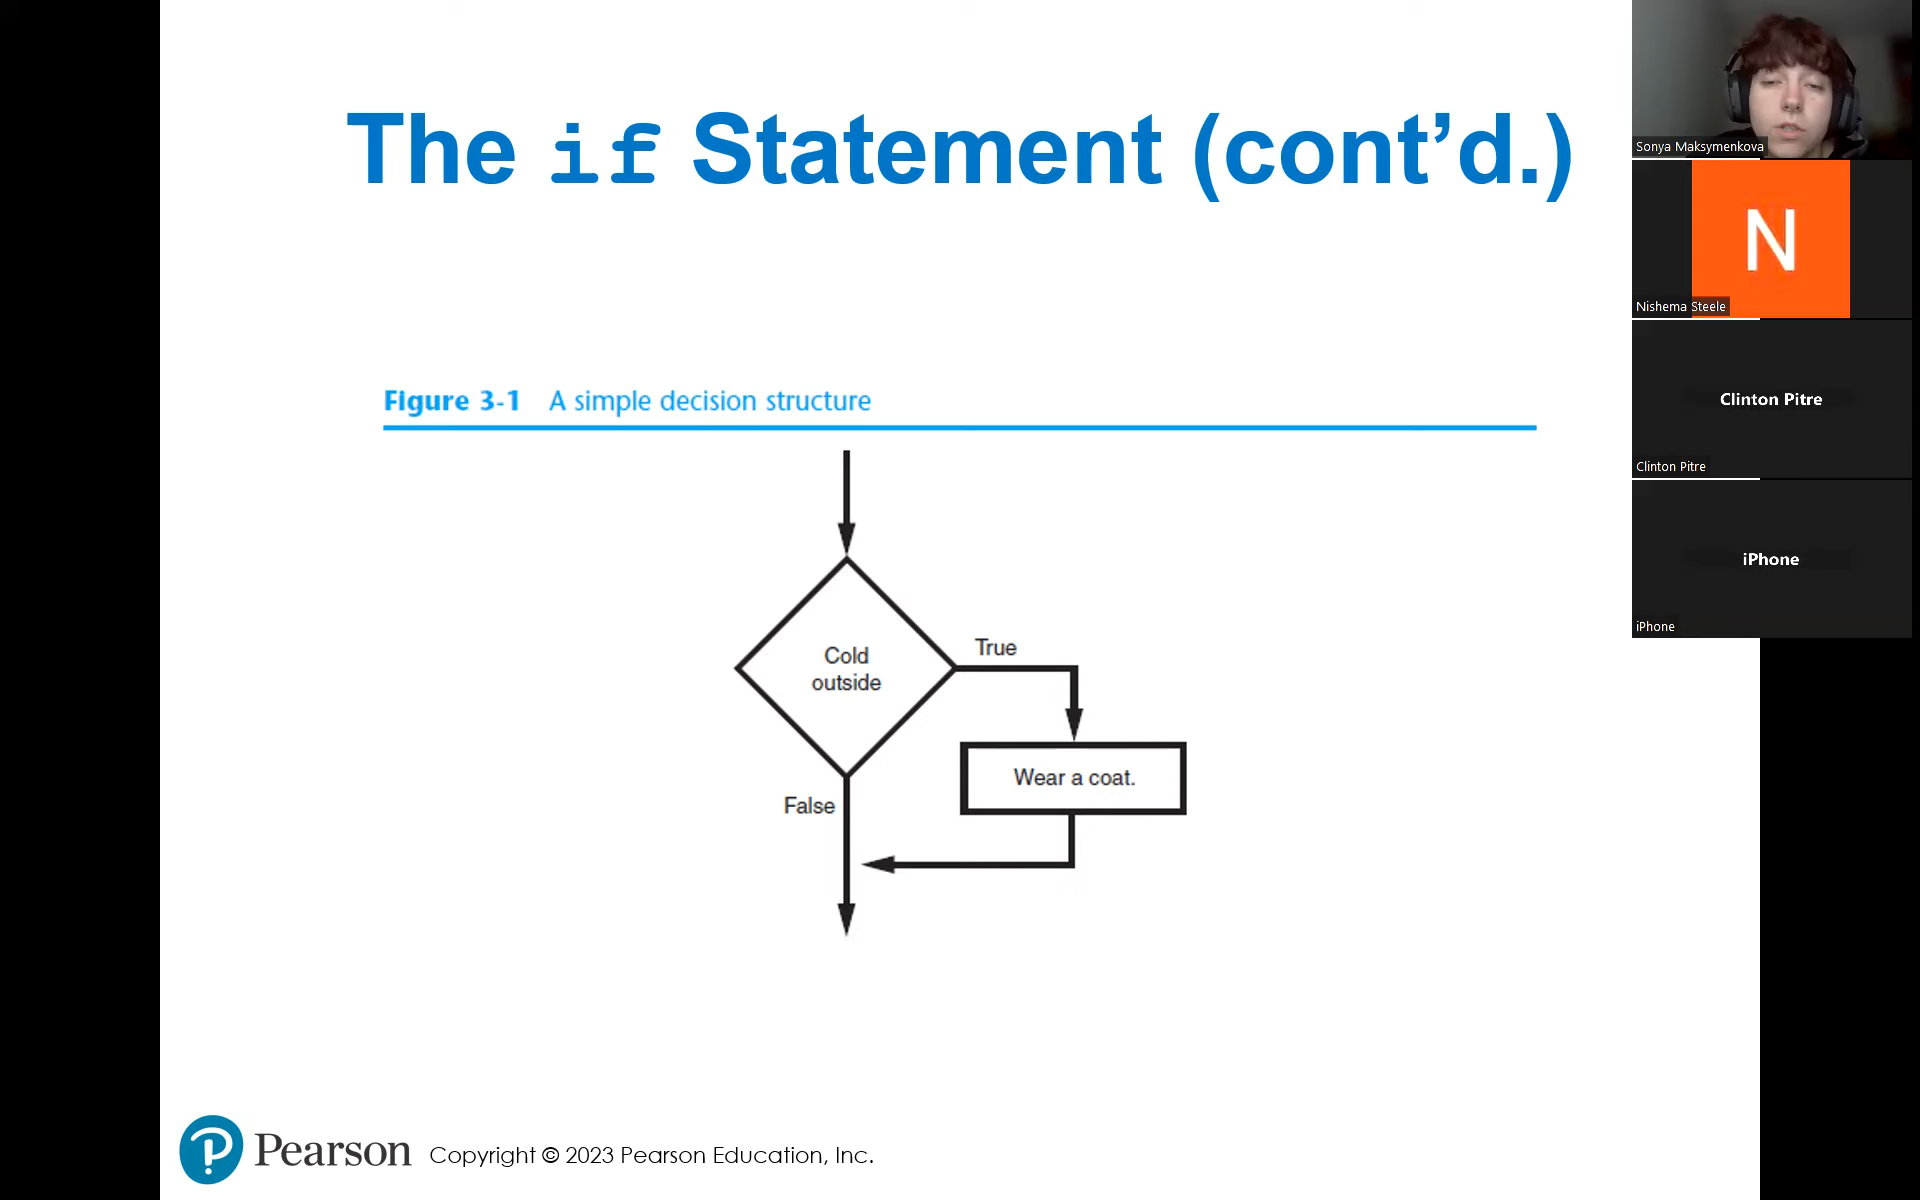 The if Statement (cont’d.)
Figure 3-1 A simple decision structure
Cold
outside
True
Wear a coat.
False
Pearson
Copyright © 2023 Pearson Education, Inc.
Sonya Maksymenkova
N
Nishema Steele
Clinton Pitre
Clinton Pitre
iPhone
iPhone